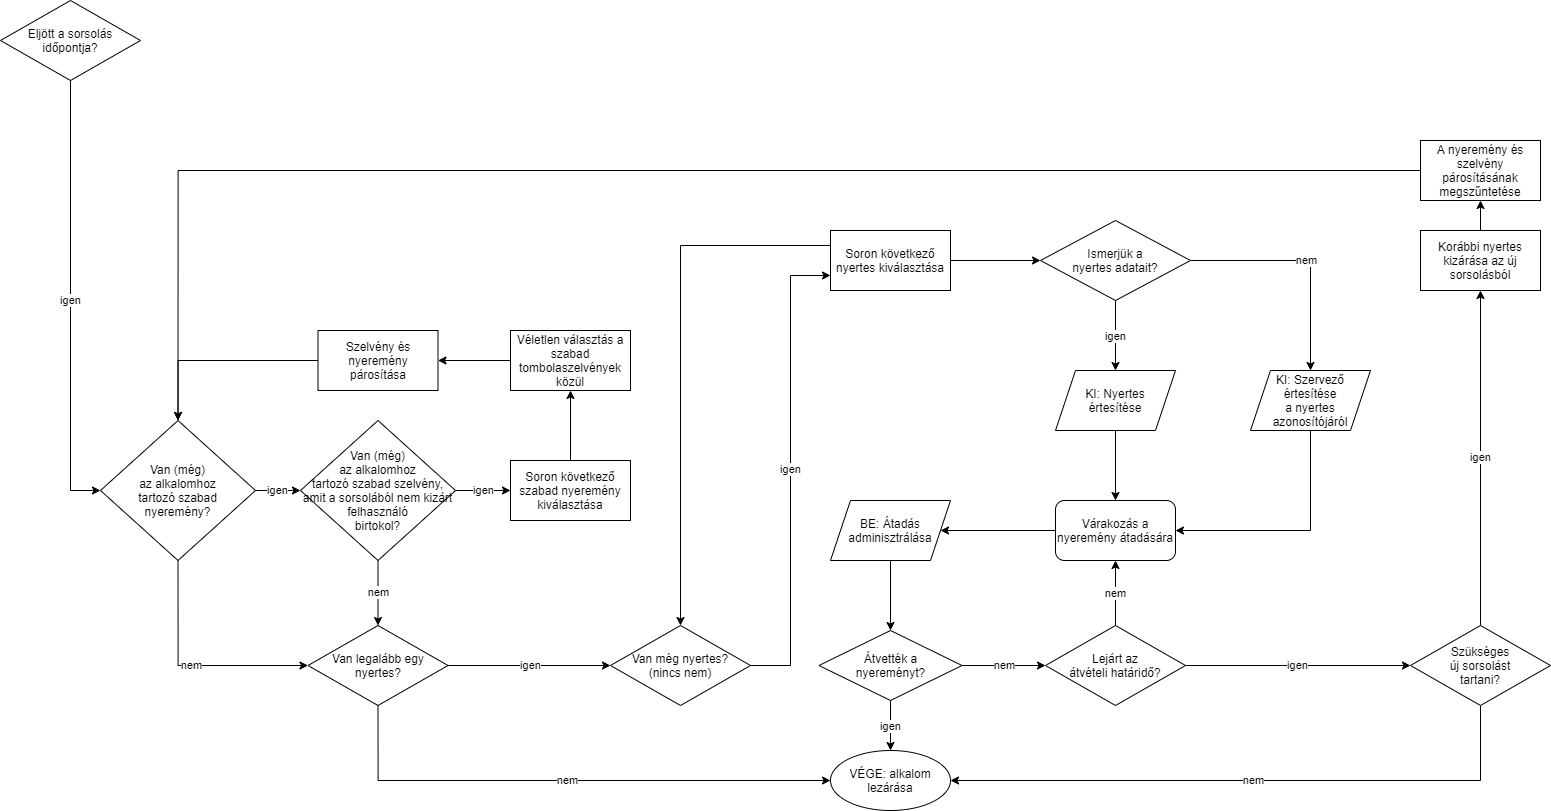 Eljött a sorsolás
időpontja?
igen
A nyeremény és
szelvény
párosításának
megszűntetése
Korábbi nyertes
kizárása az új
sorsolásból
Soron következő
nyertes kiválasztása
Ismerjük a
nyertes adatait?
nem
igen
Szelvény és
nyeremény
párosítása
Véletlen választás a
szabad
tombolaszelvények
közül
KI: Nyertes
értesítése
KI: Szervező
értesítése
a nyertes
azonosítójáról
Van (még)
az alkalomhoz
tartozó szabad
nyeremény?
igen
Van (még)
az alkalomhoz
tartozó szabad szelvény,
amit a sorsolából nem kizárt
felhasználó
birtokol?
igen
Soron következő
szabad nyeremény
kiválasztása
igen
igen
BE: Átadás
adminisztrálása
Várakozás a
nyeremény átadására
nem
nem
nem
Van legalább egy
nyertes?
igen
Van még nyertes?
(nincs nem)
Átvették a
nyereményt?
nem
Lejárt az
átvételi határidő?
igen
Szükséges
új sorsolást
tartani?
igen
nem
VÉGE: alkalom
lezárása
nem